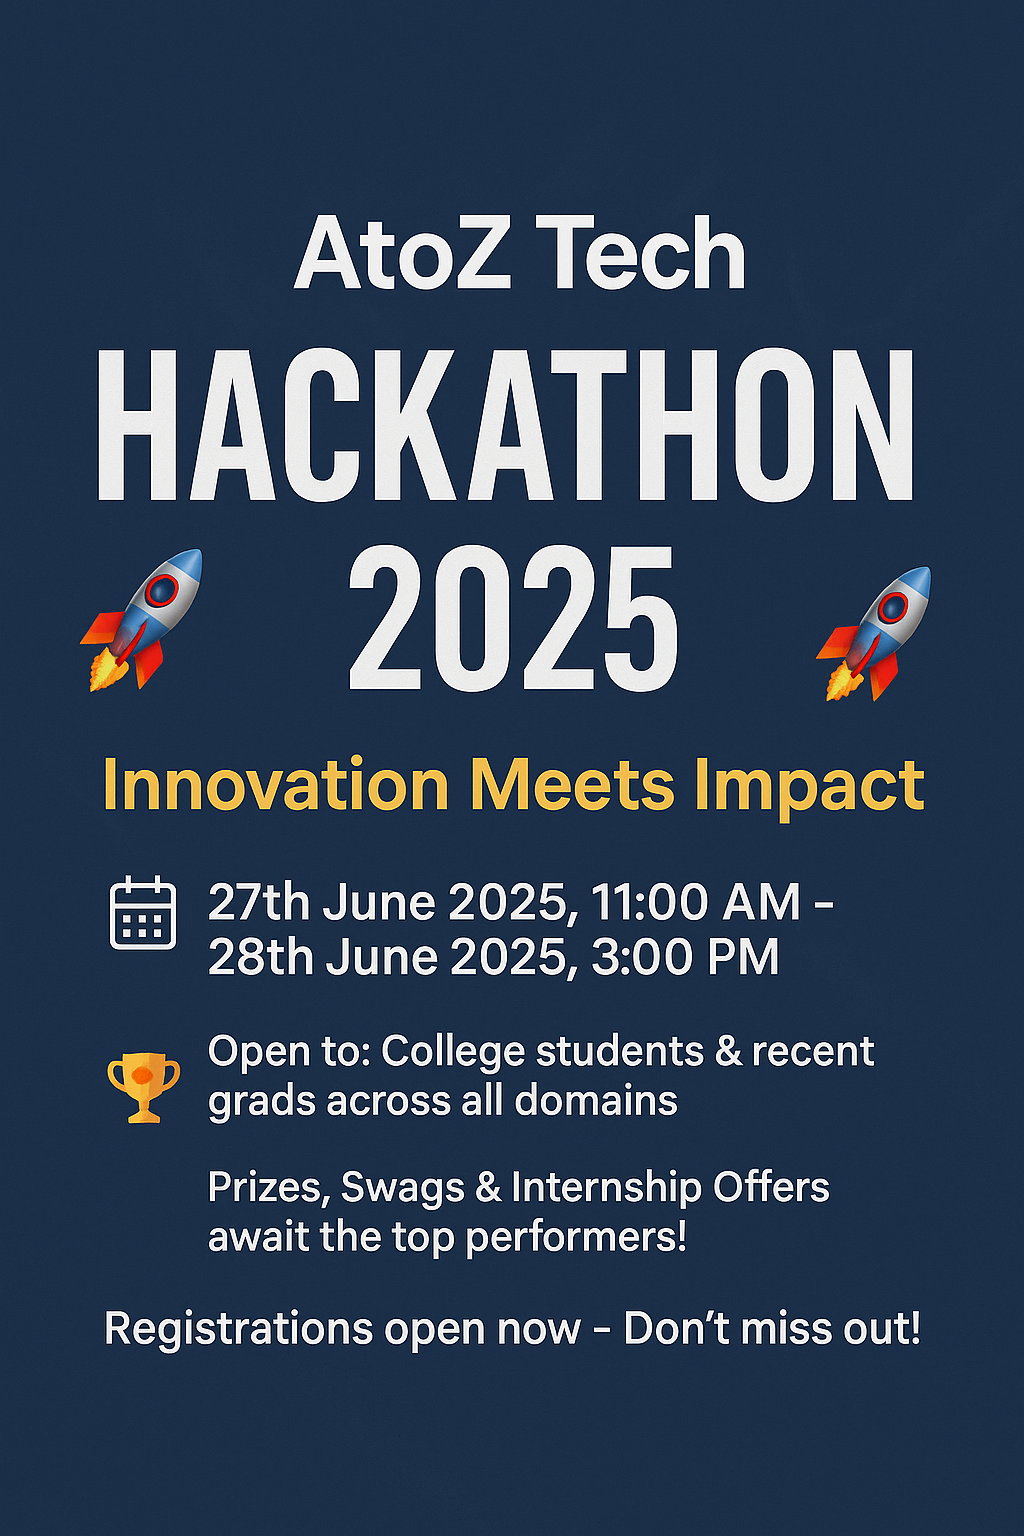 AtoZ Tech
HACKATHON
2025
Innovation Meets Impact
27th June 2025, 11:00 AM –
28th June 2025, 3:00 PM
Open to: College students & recent
grads across all domains
Prizes, Swags & Internship Offers
await the top performers!
Registrations open now – Don’t miss out!